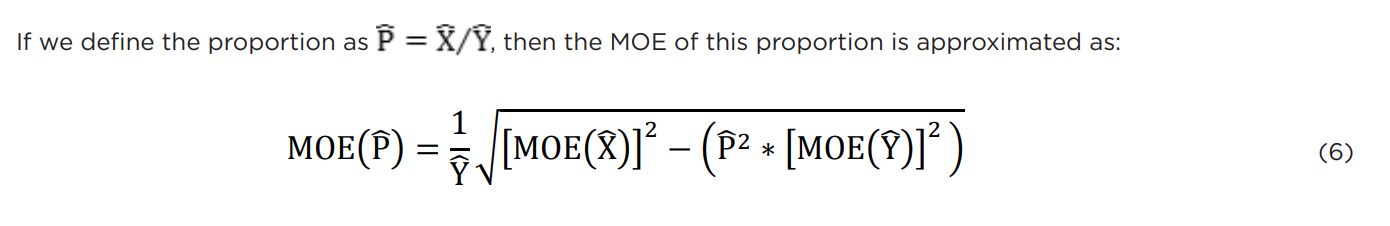 If we define the proportion as P̂ = X̂/Ŷ, then the MOE of this proportion is approximated as:
MOE(P̂) = 1/Ŷ √([MOE(X̂)]² − (P̂² * [MOE(Ŷ)]²)) (6)